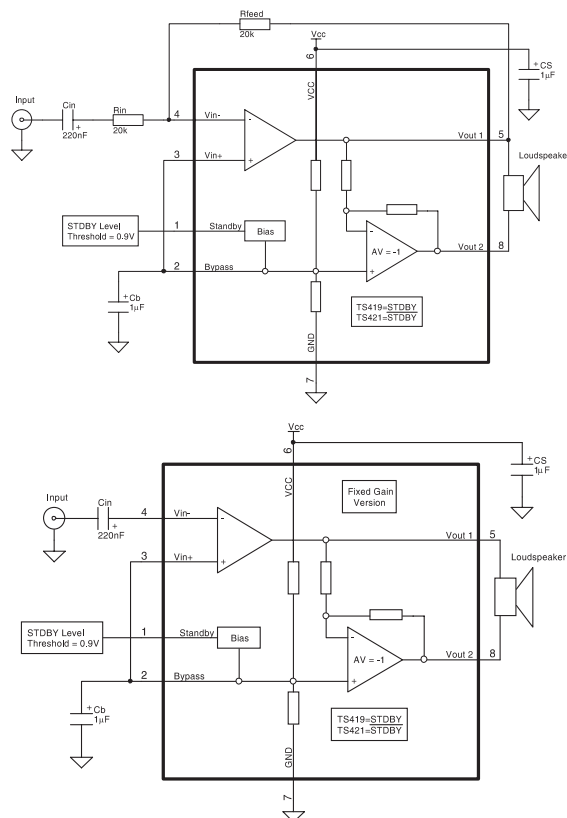 Rfeed
20k
Vcc
6
+ CS
1µF
Input
Cin
+
220nF
Rin
20k
4
Vin-
-
VCC
Vout 1
5
3
Vin+
+
Loudspeake
STDBY Level
Threshold = 0.9V
1
Standby
Bias
-
AV = -1
+
Vout 2
8
2
Bypass
+ Cb
1µF
TS419=STDBY
TS421=STDBY
GND
7
Vcc
6
+ CS
1µF
Fixed Gain
Version
Input
Cin
+
220nF
4
Vin-
-
VCC
Vout 1
5
3
Vin+
+
Loudspeaker
STDBY Level
Threshold = 0.9V
1
Standby
Bias
-
AV = -1
+
Vout 2
8
2
Bypass
+ Cb
1µF
TS419=STDBY
TS421=STDBY
GND
7